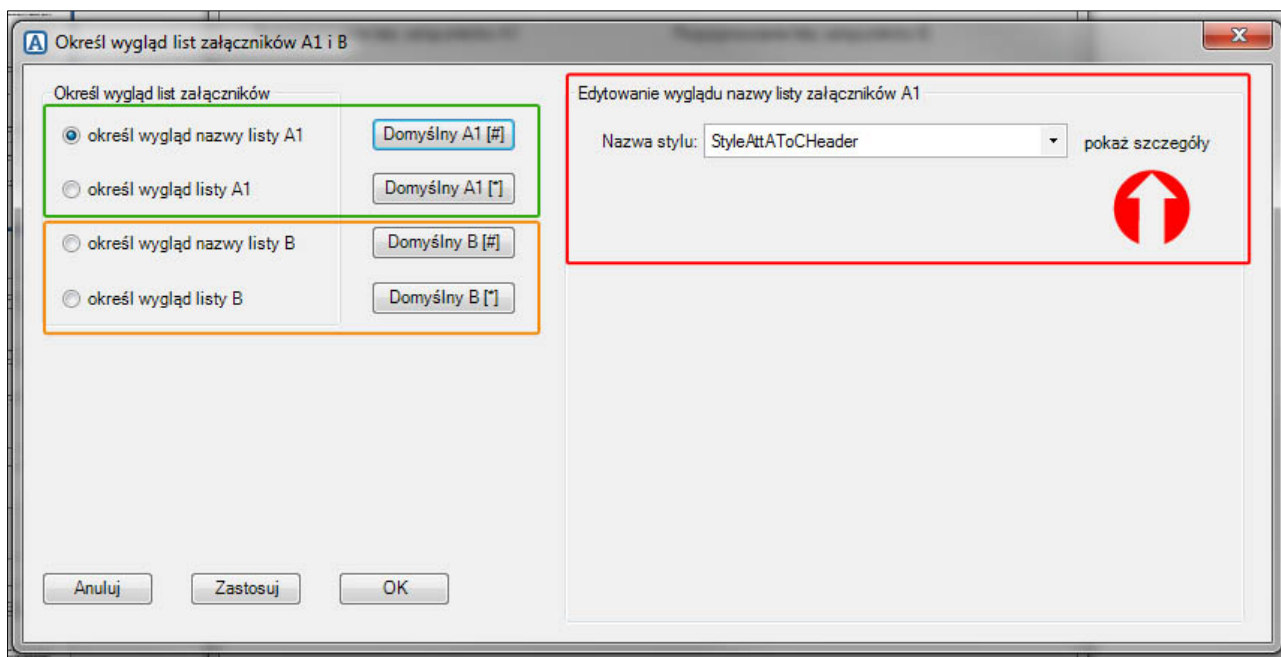 Określ wygląd list załączników A1 i B
Określ wygląd list załączników
określ wygląd nazwy listy A1
Domyślny A1 [#]
określ wygląd listy A1
Domyślny A1 [*]
określ wygląd nazwy listy B
Domyślny B [#]
określ wygląd listy B
Domyślny B [*]
Edytowanie wyglądu nazwy listy załączników A1
Nazwa stylu: StyleAttAToCHeader pokaż szczegóły
Anuluj Zastosuj OK